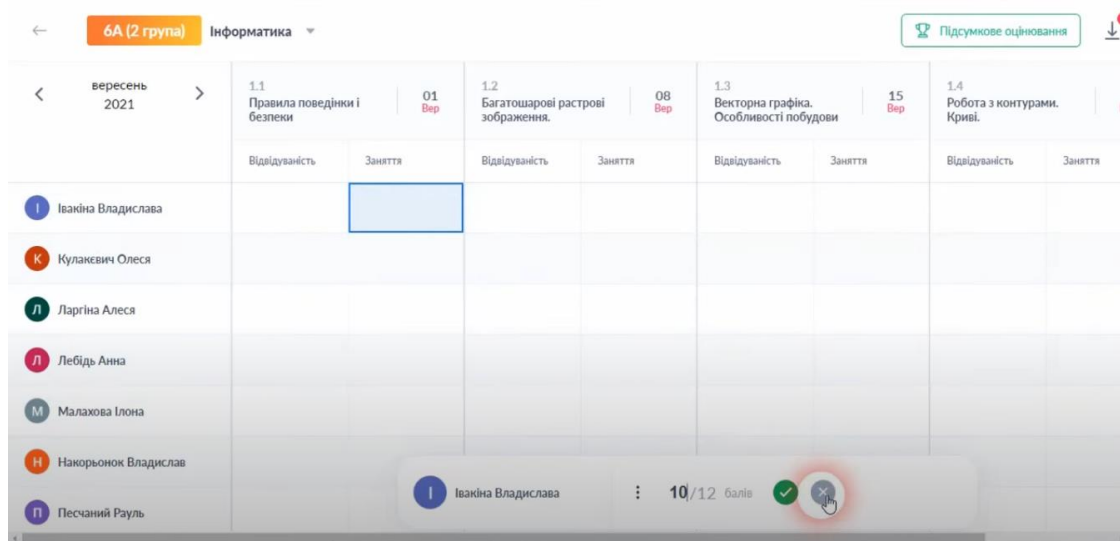 6А (2 група) Інформатика Підсумкове оцінювання
вересень
2021
1.1
Правила поведінки і
безпеки
01
Вер
1.2
Багатошарові растрові
зображення.
08
Вер
1.3
Векторна графіка.
Особливості побудови
15
Вер
1.4
Робота з контурами.
Криві.
Відвідуваність Заняття Відвідуваність Заняття Відвідуваність Заняття Відвідуваність Заняття
І Івакіна Владислава
К Кулакєвич Олеся
Л Ларгіна Алеся
Л Лебідь Анна
М Малахова Ілона
Н Накорьонок Владислав
П Песчаний Рауль
І Івакіна Владислава 10/12 балів